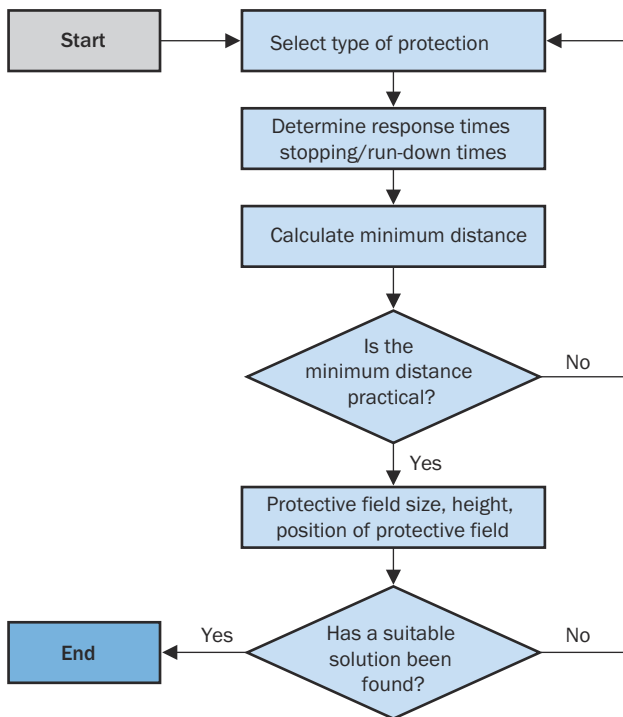 Start
Select type of protection
Determine response times
stopping/run-down times
Calculate minimum distance
Is the
minimum distance
practical?
No
Yes
Protective field size, height,
position of protective field
Has a suitable
solution been
found?
Yes
No
End